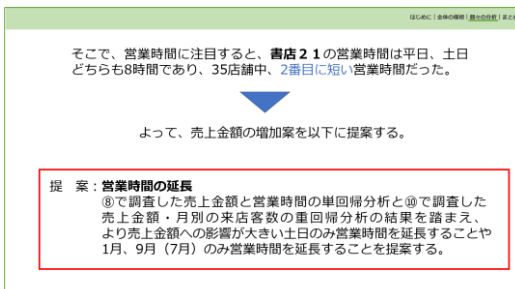 はじめに｜全体の傾向｜個々の分析｜まとめ
そこで、営業時間に注目すると、書店２１の営業時間は平日、土日
どちらも8時間であり、35店舗中、2番目に短い営業時間だった。
よって、売上金額の増加案を以下に提案する。
提　案：営業時間の延長
⑧で調査した売上金額と営業時間の単回帰分析と⑩で調査した
売上金額・月別の来店客数の重回帰分析の結果を踏まえ、
より売上金額への影響が大きい土日のみ営業時間を延長することや
1月、9月（7月）のみ営業時間を延長することを提案する。